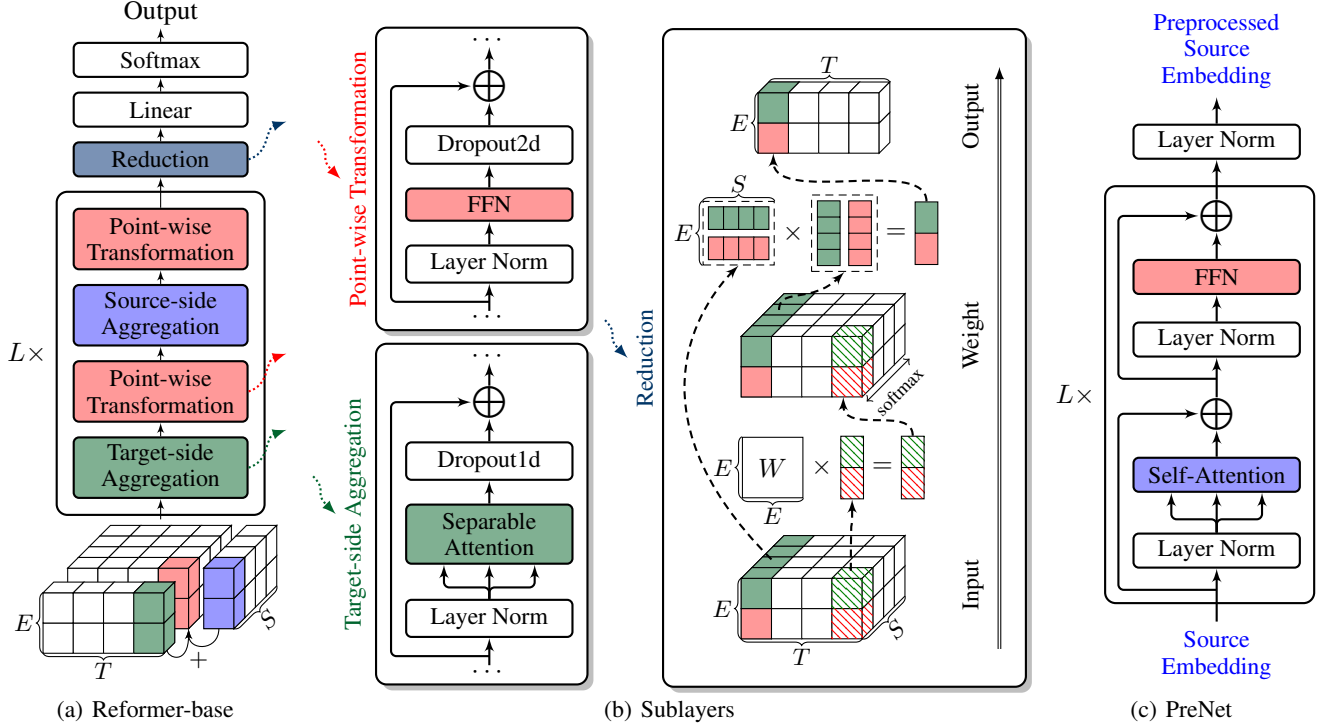 Output
Softmax
Linear
Reduction
Point-wise
Transformation
Source-side
Aggregation
L×
Point-wise
Transformation
Target-side
Aggregation
E
T
+
S
(a) Reformer-base
Point-wise Transformation
· · ·
Dropout2d
FFN
Layer Norm
· · ·
Target-side Aggregation
· · ·
Dropout1d
Separable
Attention
Layer Norm
· · ·
Reduction
T
E
Output
S
E
×
=
Weight
softmax
E
W
×
=
E
E
T
S
Input
(b) Sublayers
Preprocessed
Source
Embedding
Layer Norm
FFN
Layer Norm
L×
Self-Attention
Layer Norm
Source
Embedding
(c) PreNet